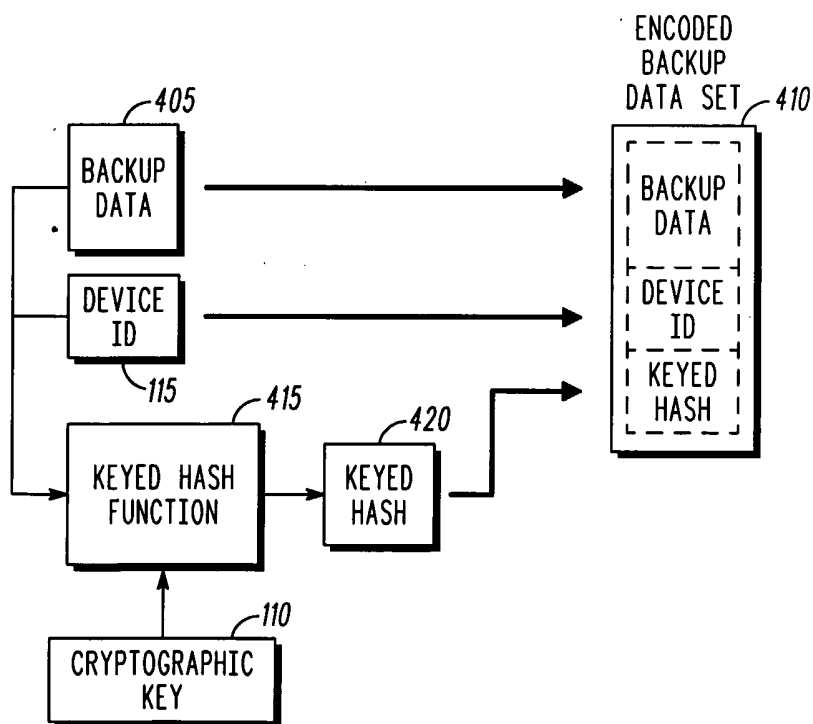 ENCODED
BACKUP
DATA SET
410
405
BACKUP
DATA
BACKUP
DATA
DEVICE
ID
115
DEVICE
ID
KEYED
HASH
415
KEYED HASH
FUNCTION
420
KEYED
HASH
110
CRYPTOGRAPHIC
KEY